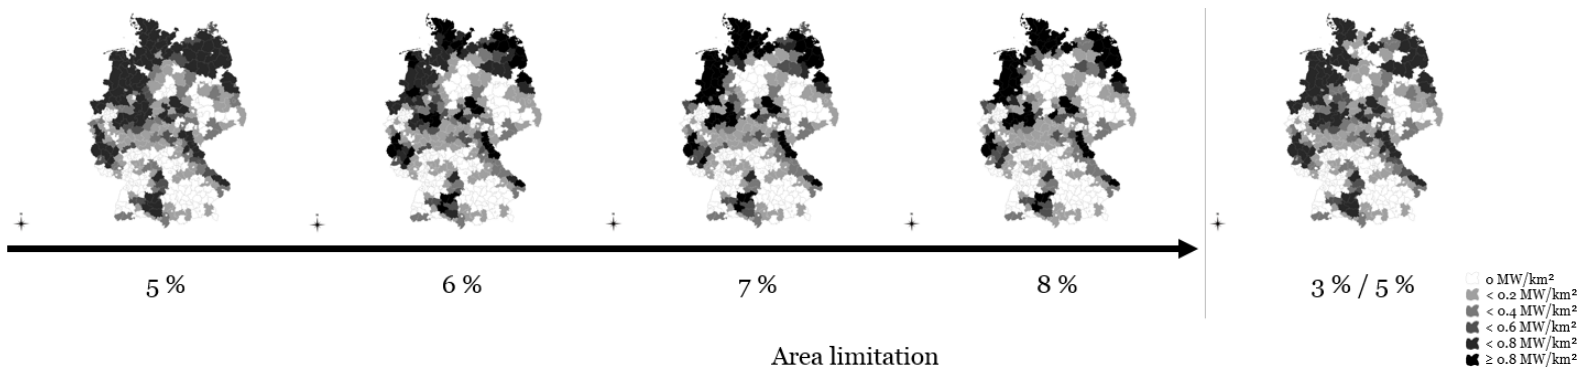 5 %
6 %
7 %
8 %
3 % / 5 %
0 MW/km²
< 0.2 MW/km²
< 0.4 MW/km²
< 0.6 MW/km²
< 0.8 MW/km²
≥ 0.8 MW/km²
Area limitation